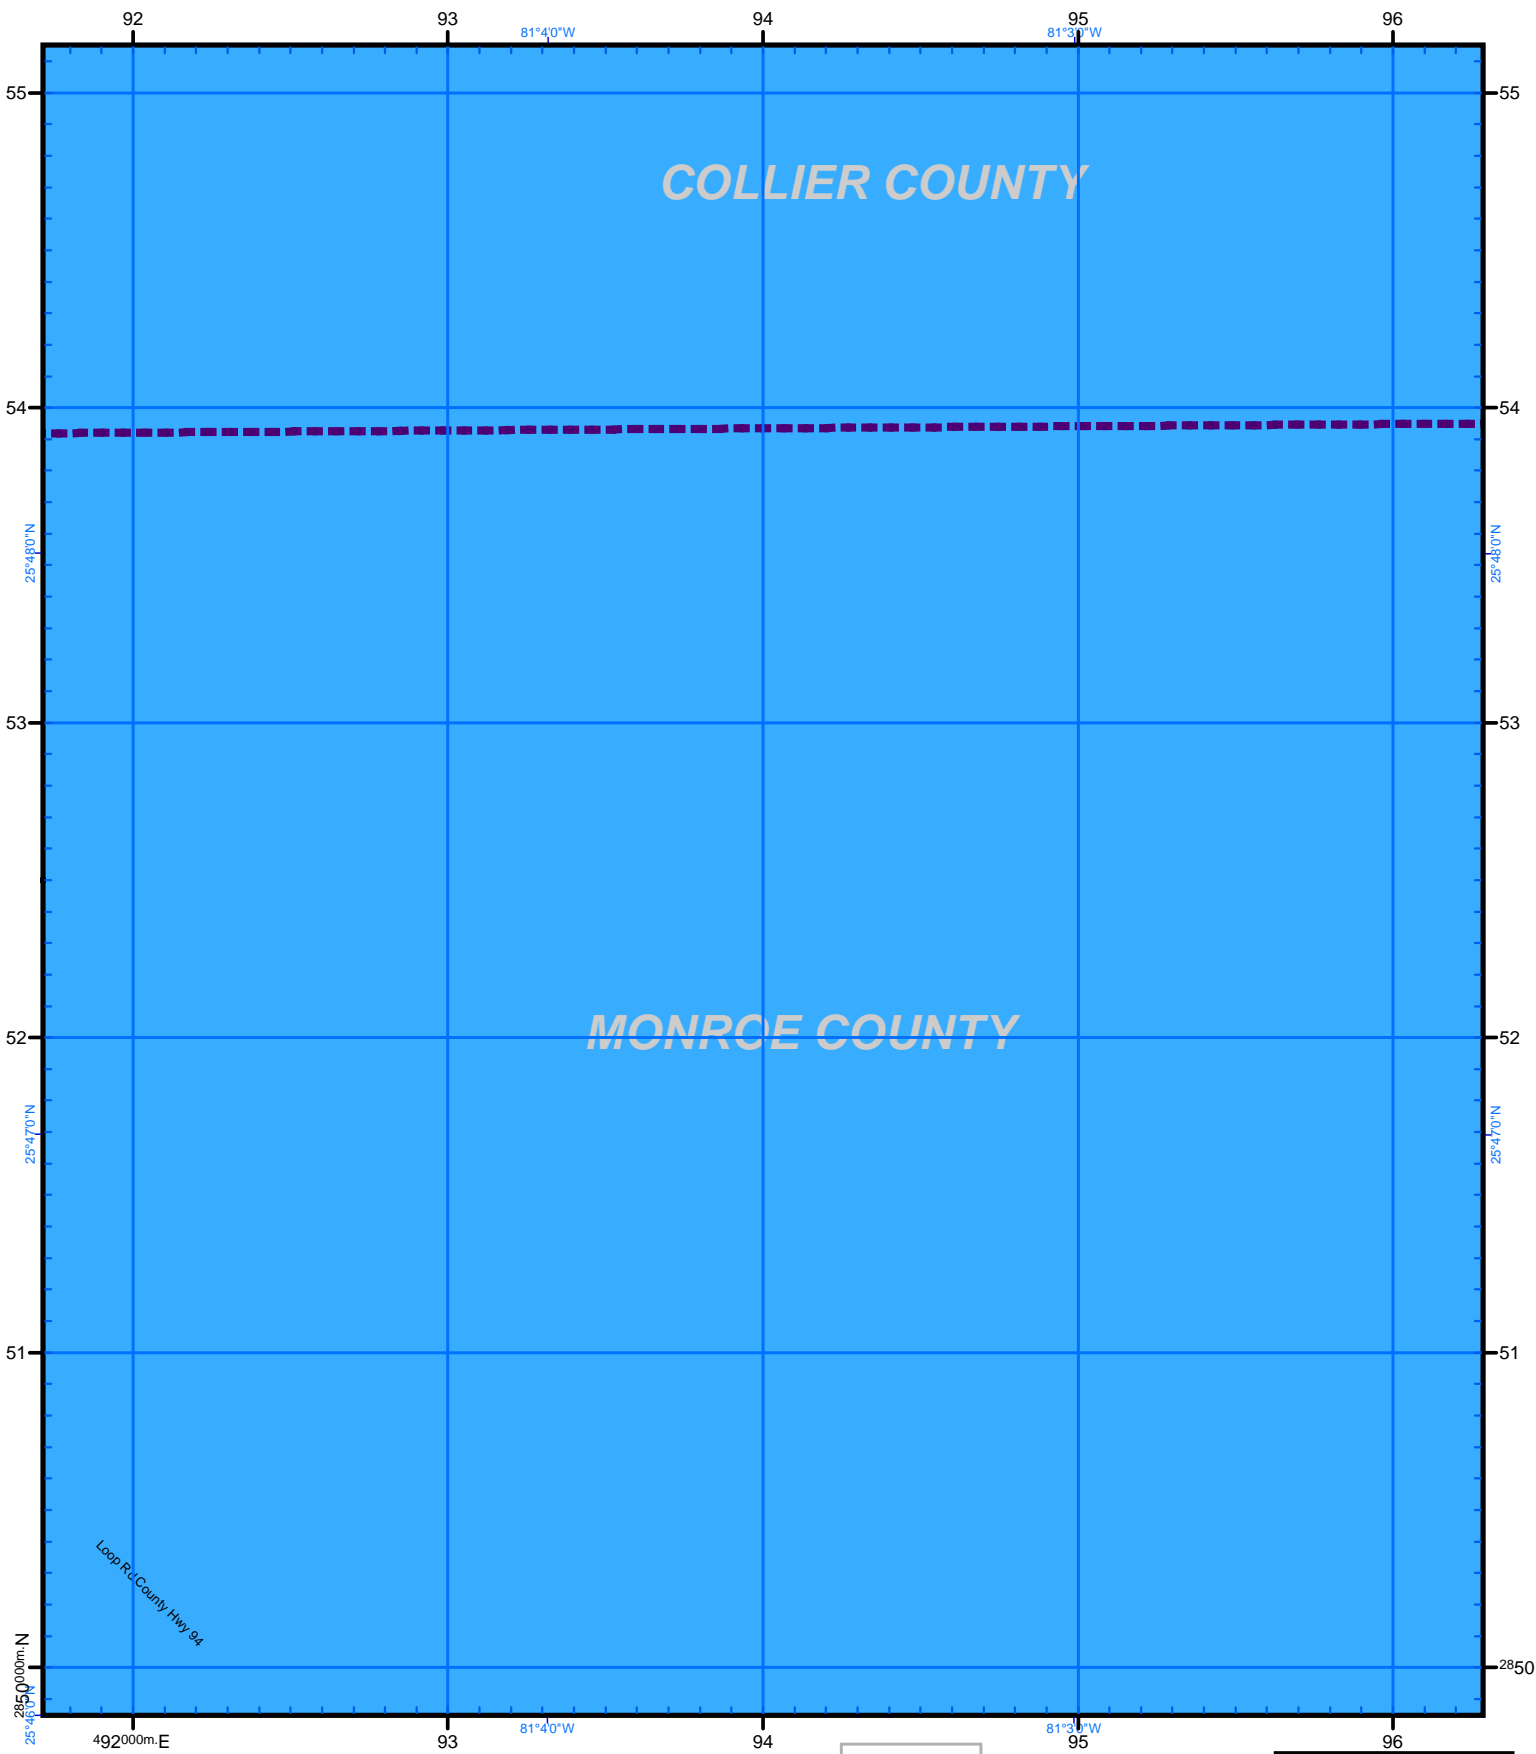 92 93 94 95 96
81°4'0"W 81°3'0"W
55 55
COLLIER COUNTY
54 54
25°48'0"N 25°48'0"N
53 53
MONROE COUNTY
52 52
25°47'0"N 25°47'0"N
51 51
Loop Rd County Hwy 94
2850000m.N 2850
25°46'0"N
81°4'0"W 81°3'0"W
492000m.E 93 94 95 96